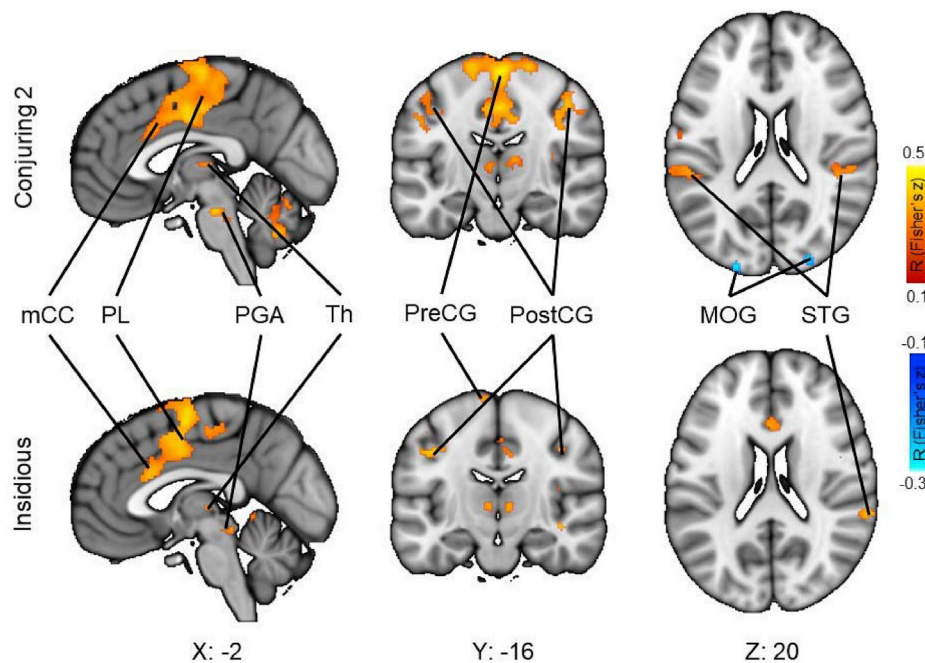 Conjuring 2
0.5
R (Fisher's z)
0.1
mCC PL PGA Th PreCG PostCG MOG STG
-0.1
R (Fisher's z)
-0.3
Insidious
X: -2 Y: -16 Z: 20